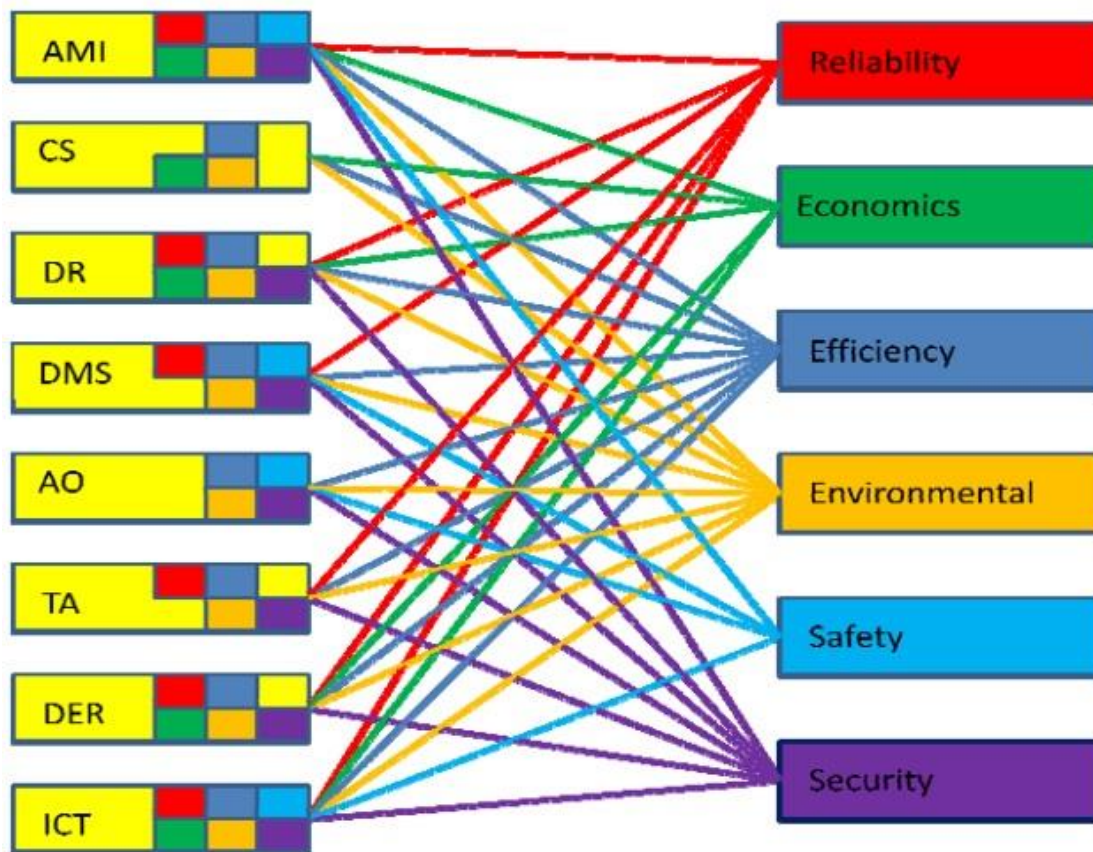 AMI
CS
DR
DMS
AO
TA
DER
ICT
Reliability
Economics
Efficiency
Environmental
Safety
Security